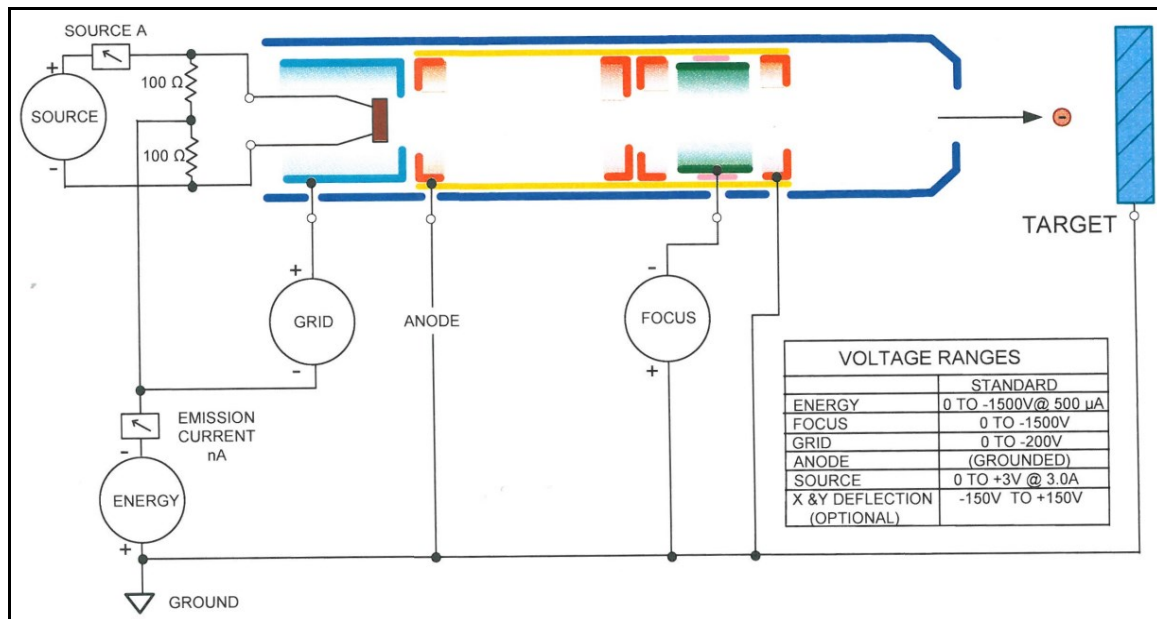 SOURCE A
+
100 Ω
SOURCE
-
100 Ω
TARGET
+
-
GRID
ANODE
FOCUS
-
+
EMISSION
CURRENT
nA
-
ENERGY
+
GROUND
-
VOLTAGE RANGES
STANDARD
ENERGY 0 TO -1500V@ 500 µA
FOCUS 0 TO -1500V
GRID 0 TO -200V
ANODE (GROUNDED)
SOURCE 0 TO +3V @ 3.0A
X &Y DEFLECTION -150V TO +150V
(OPTIONAL)